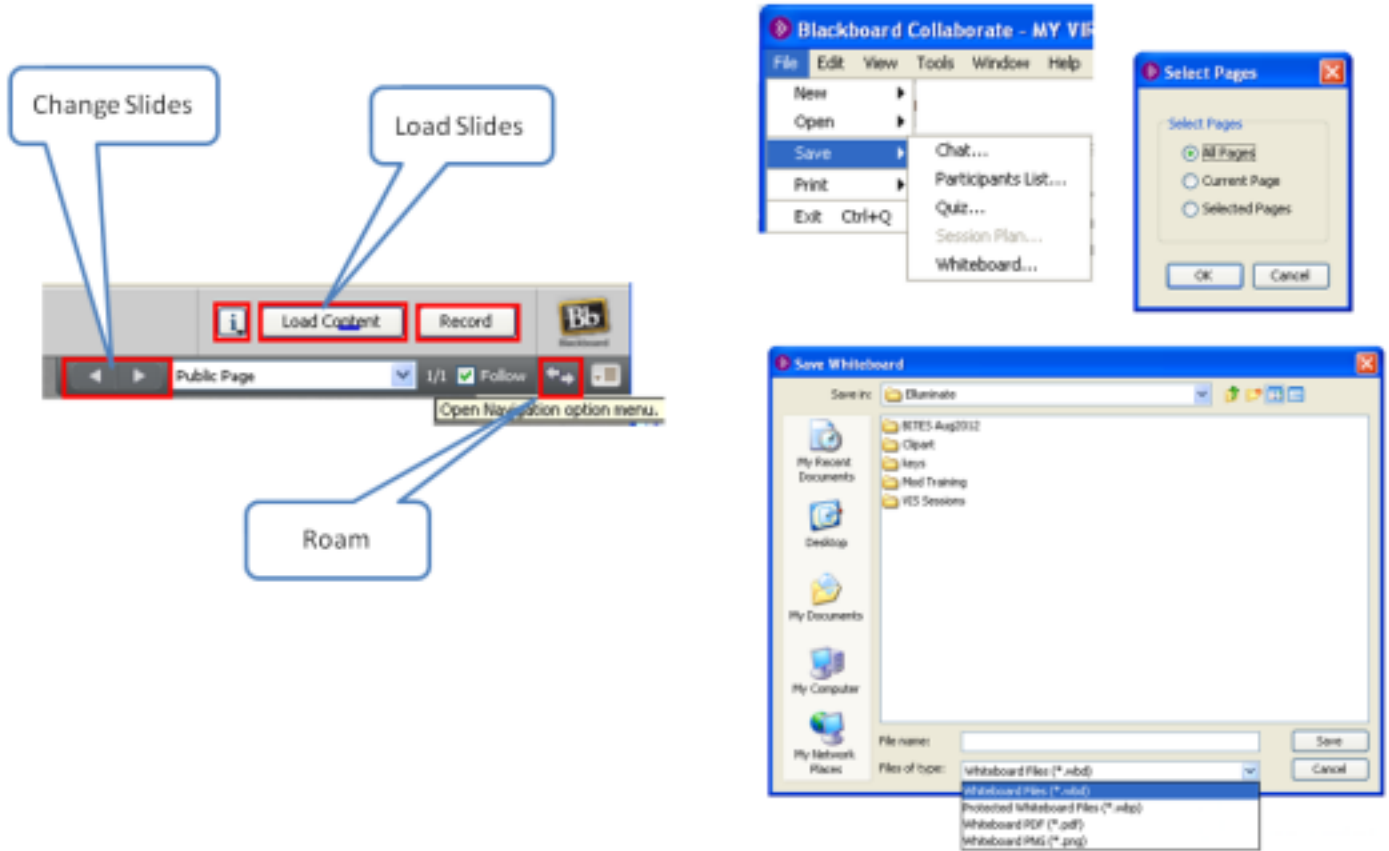 Change Slides
Load Slides
i
Load Content
Record
Bb
Blackboard
Public Page
1/1
Follow
Open Navigation option menu.
Roam
Blackboard Collaborate - MY VIR
File Edit View Tools Window Help
New
Open
Save
Print
Exit Ctrl+Q
Chat...
Participants List...
Quiz...
Session Plan...
Whiteboard...
Select Pages
Select Pages
All Pages
Current Page
Selected Pages
OK Cancel
Save Whiteboard
Save in: Elluminate
BITES Aug2012
Clipart
keys
Mod Training
VIS Sessions
My Recent
Documents
Desktop
My Documents
My Computer
My Network
Places
File name:
Save
Files of type: Whiteboard Files (*.wbd)
Cancel
Whiteboard Files (*.wbd)
Protected Whiteboard Files (*.wbp)
Whiteboard PDF (*.pdf)
Whiteboard PNG (*.png)